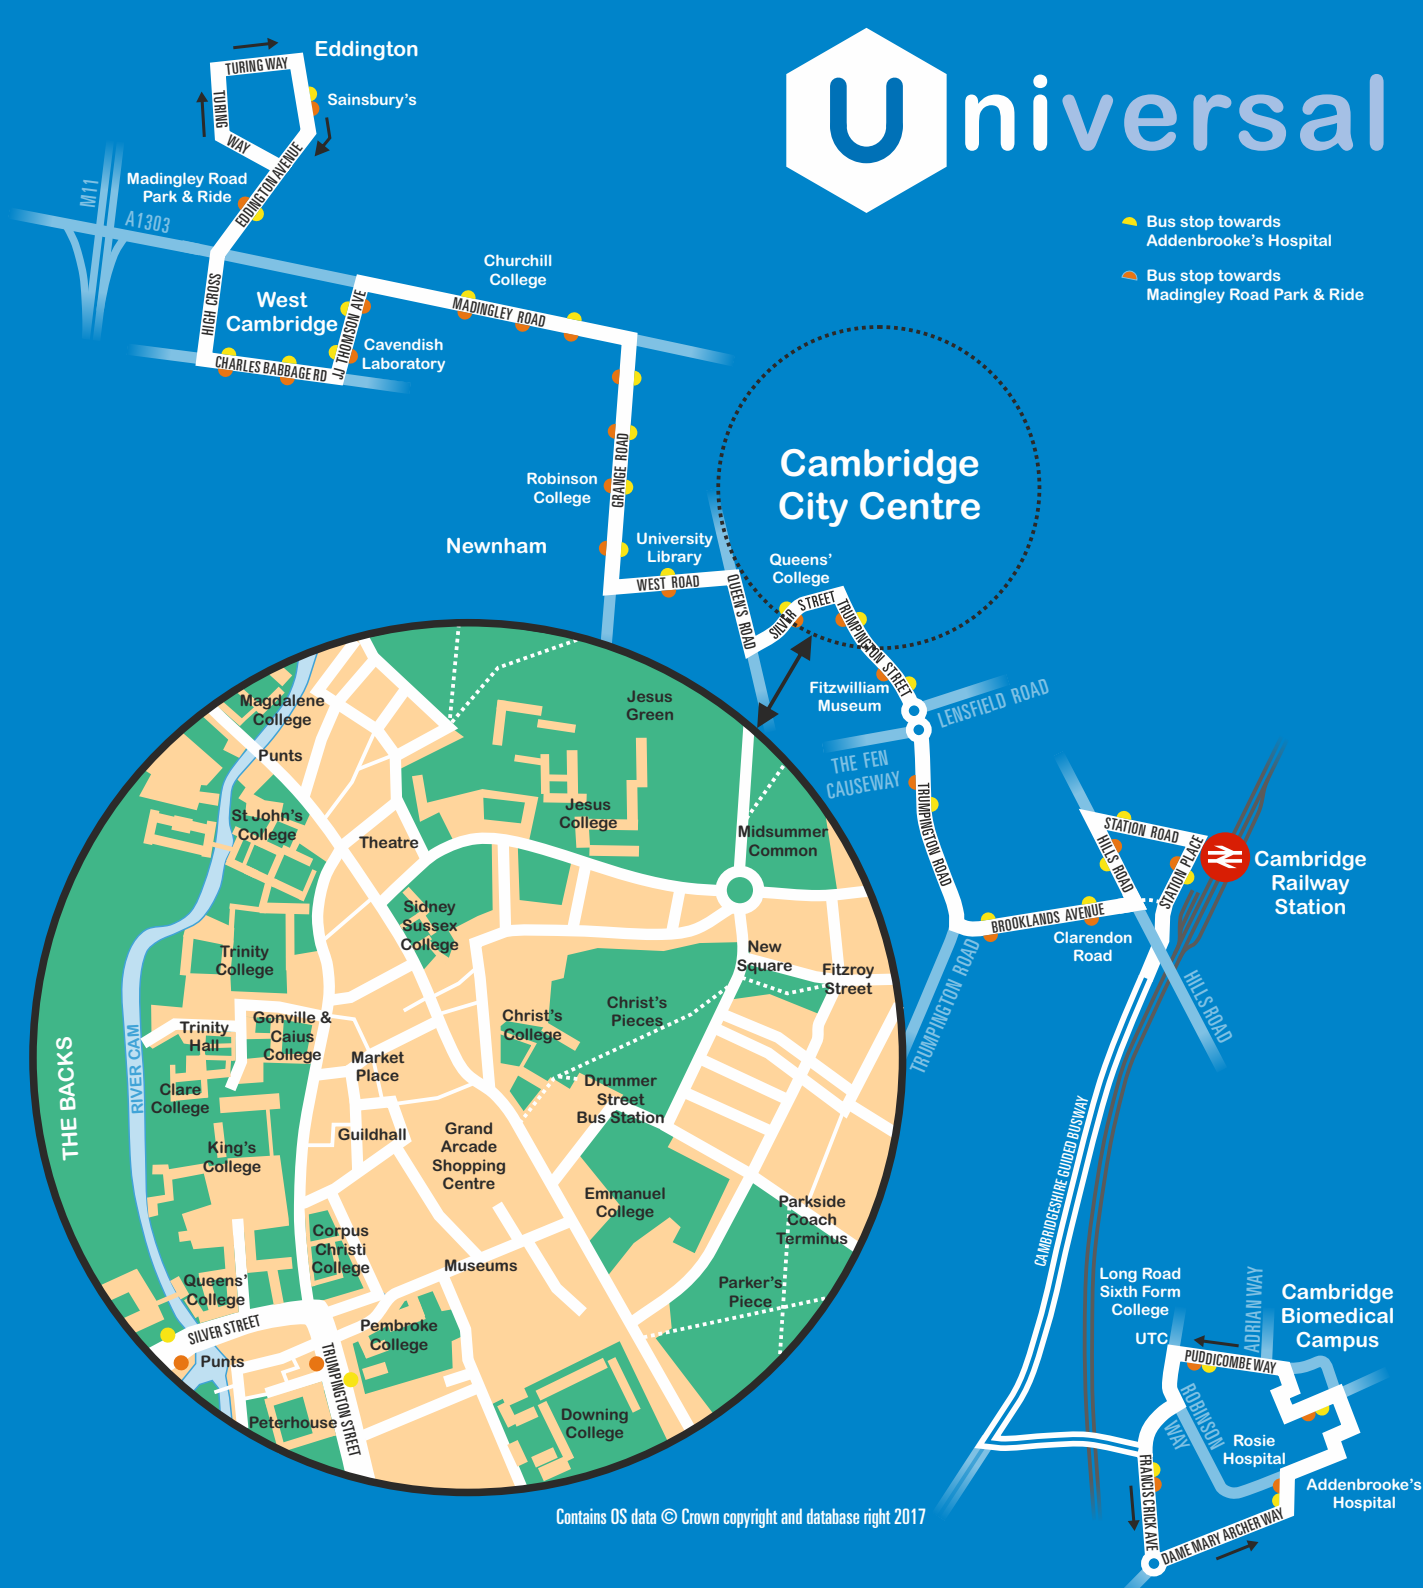 Universal
Bus stop towards
Addenbrooke's Hospital
Bus stop towards
Madingley Road Park & Ride
Eddington
TURING WAY
Sainsbury's
TURING
WAY
EDDINGTON AVENUE
Madingley Road
Park & Ride
M11
A1303
HIGH CROSS
West
Cambridge
CHARLES BABBAGE RD
JJ THOMSON AVE
Cavendish
Laboratory
Churchill
College
MADINGLEY ROAD
GRANGE ROAD
Robinson
College
Newnham
University
Library
WEST ROAD
QUEEN'S ROAD
Cambridge
City Centre
Queens'
College
SILVER STREET
TRUMPINGTON STREET
Fitzwilliam
Museum
LENSFIELD ROAD
THE FEN
CAUSEWAY
TRUMPINGTON ROAD
TRUMPINGTON ROAD
BROOKLANDS AVENUE
Clarendon
Road
STATION ROAD
HILLS ROAD
STATION PLACE
Cambridge
Railway
Station
HILLS ROAD
CAMBRIDGESHIRE GUIDED BUSWAY
Long Road
Sixth Form
College
UTC
ADRIAN WAY
Cambridge
Biomedical
Campus
PUDDICOMBE WAY
ROBINSON
WAY
Rosie
Hospital
Addenbrooke's
Hospital
FRANCIS CRICK AVE
DAME MARY ARCHER WAY
Magdalene
College
Punts
St John's
College
Theatre
Jesus
Green
Jesus
College
Midsummer
Common
Sidney
Sussex
College
Trinity
College
New
Square
Fitzroy
Street
Christ's
Pieces
Christ's
College
Gonville &
Caius
College
Trinity
Hall
Market
Place
Drummer
Street
Bus Station
THE BACKS
RIVER CAM
Clare
College
Guildhall
Grand
Arcade
Shopping
Centre
King's
College
Emmanuel
College
Parkside
Coach
Terminus
Corpus
Christi
College
Museums
Queens'
College
Parker's
Piece
SILVER STREET
Pembroke
College
Punts
TRUMPINGTON STREET
Peterhouse
Downing
College
Contains OS data © Crown copyright and database right 2017